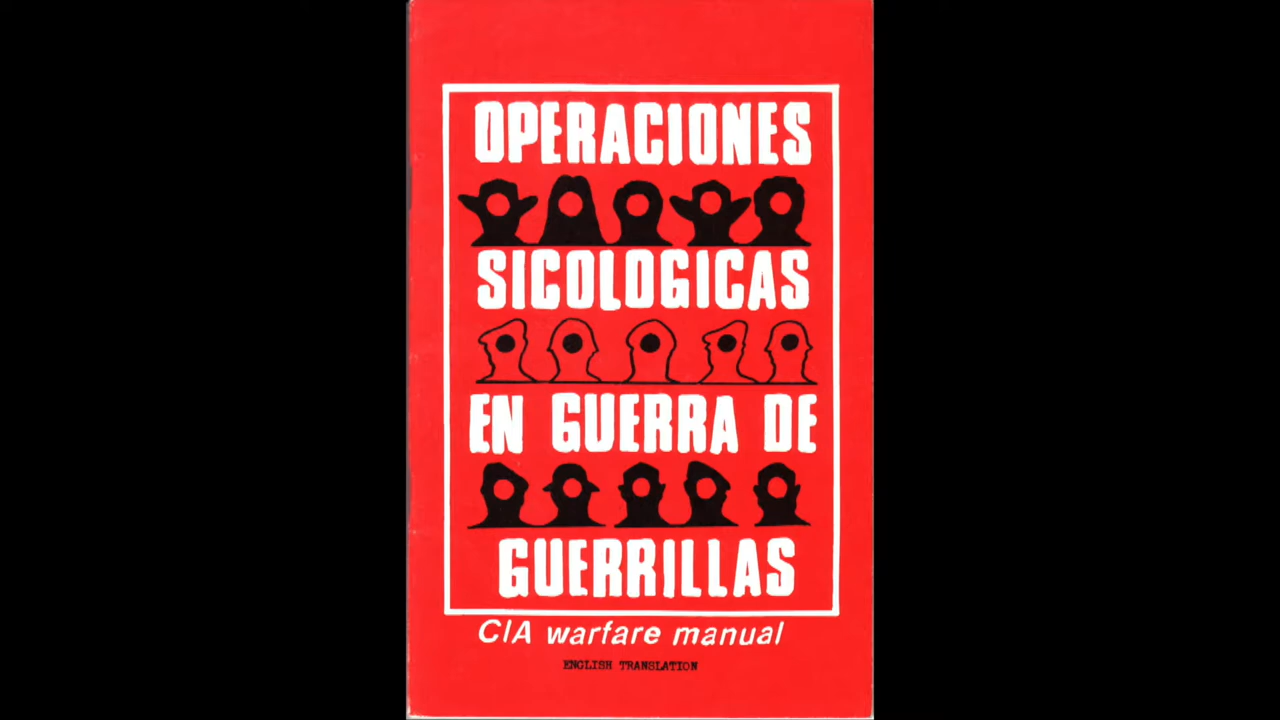 OPERACIONES
SICOLOGICAS
EN GUERRA DE
GUERRILLAS
CIA warfare manual
ENGLISH TRANSLATION